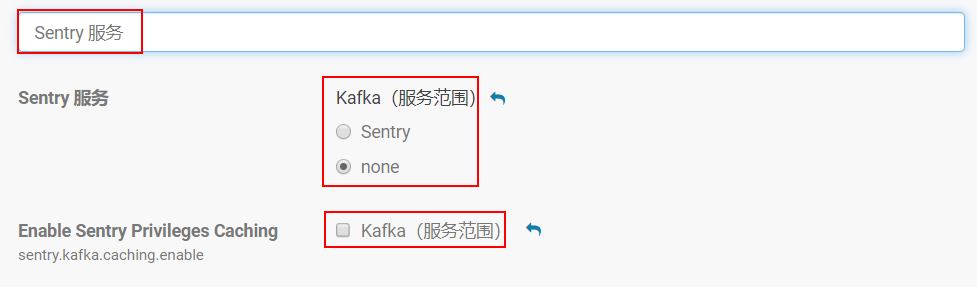 Sentry 服务
Sentry 服务
Kafka（服务范围）
Sentry
none
Enable Sentry Privileges Caching
Kafka（服务范围）
sentry.kafka.caching.enable